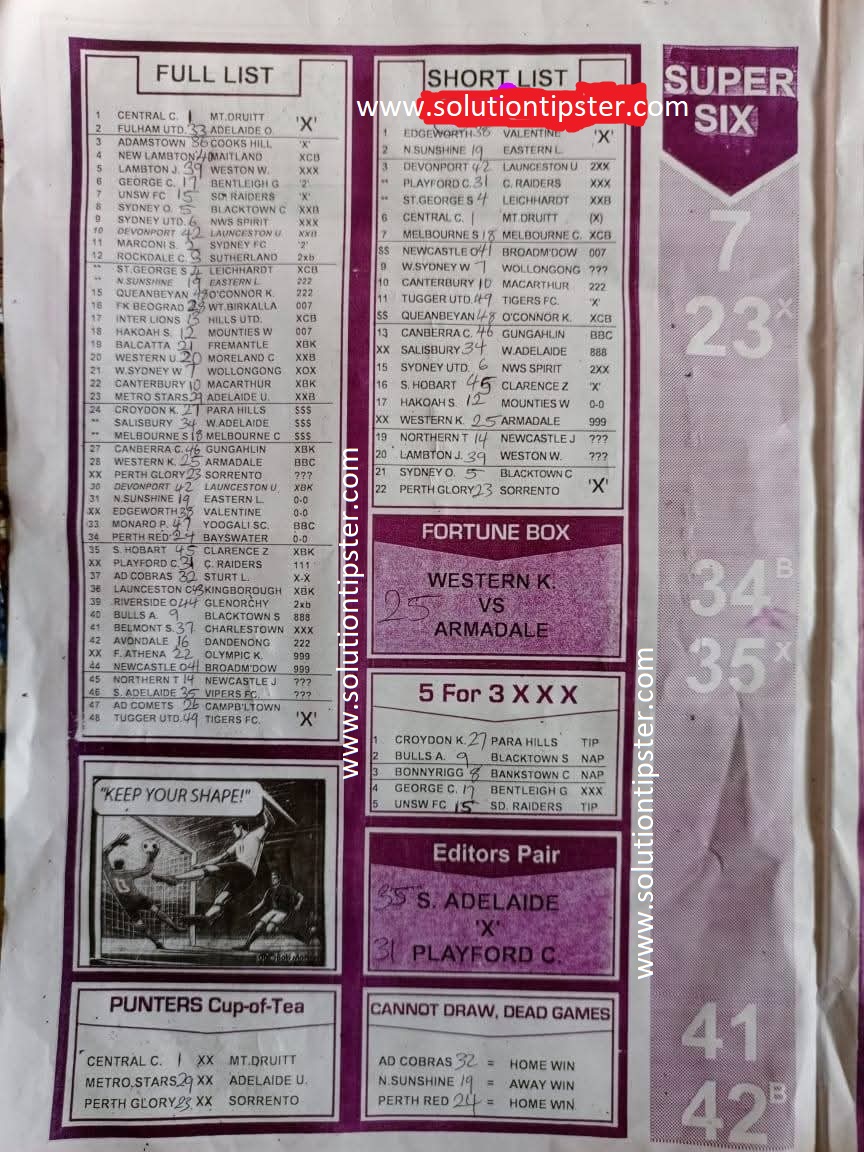 FULL LIST
1 CENTRAL C. 1 MT.DRUITT 'X'
2 FULHAM UTD. 33 ADELAIDE O.
3 ADAMSTOWN 36 COOKS HILL 'X'
4 NEW LAMBTON 40 MAITLAND XCB
5 LAMBTON J. 39 WESTON W. XXX
6 GEORGE C. 17 BENTLEIGH G '2'
7 UNSW FC 15 SD. RAIDERS 'X'
8 SYDNEY O. 5 BLACKTOWN C XXB
9 SYDNEY UTD. 6 NWS SPIRIT XXX
10 DEVONPORT 42 LAUNCESTON U XXB
11 MARCONI S. 2 SYDNEY FC '2'
12 ROCKDALE C. 3 SUTHERLAND 2xb
** ST.GEORGE S 4 LEICHHARDT XCB
** N.SUNSHINE 19 EASTERN L. 222
15 QUEANBEYAN 48 O'CONNOR K. 222
16 FK BEOGRAD 28 WT.BIRKALLA 007
17 INTER LIONS 13 HILLS UTD. XCB
18 HAKOAH S. 12 MOUNTIES W 007
19 BALCATTA 21 FREMANTLE XBK
20 WESTERN U. 20 MORELAND C XXB
21 W.SYDNEY W 7 WOLLONGONG XOX
22 CANTERBURY 10 MACARTHUR XBK
23 METRO STARS 29 ADELAIDE U. XXB
24 CROYDON K. 27 PARA HILLS $$$
** SALISBURY 34 W.ADELAIDE $$$
** MELBOURNE S 18 MELBOURNE C $$$
27 CANBERRA C. 46 GUNGAHLIN XBK
28 WESTERN K. 25 ARMADALE BBC
XX PERTH GLORY 23 SORRENTO ???
30 DEVONPORT 42 LAUNCESTON U XBK
31 N.SUNSHINE 19 EASTERN L. 0-0
XX EDGEWORTH 38 VALENTINE 0-0
33 MONARO P. 47 YOOGALI SC. BBC
34 PERTH RED 24 BAYSWATER 0-0
35 S. HOBART 45 CLARENCE Z XBK
XX PLAYFORD C. 31 C. RAIDERS 111
37 AD COBRAS 32 STURT L. X-X
38 LAUNCESTON C 43 KINGBOROUGH XBK
39 RIVERSIDE O 44 GLENORCHY 2xb
40 BULLS A. 9 BLACKTOWN S 888
41 BELMONT S. 37 CHARLESTOWN XXX
42 AVONDALE 16 DANDENONG 222
XX F. ATHENA 22 OLYMPIC K. 999
44 NEWCASTLE O 41 BROADM'DOW 999
45 NORTHERN T 14 NEWCASTLE J ???
46 S. ADELAIDE 35 VIPERS FC. ???
47 AD COMETS 26 CAMPB'LTOWN
48 TUGGER UTD. 49 TIGERS FC. 'X'
"KEEP YOUR SHAPE!"
PUNTERS Cup-of-Tea
CENTRAL C. 1 XX MT.DRUITT
METRO.STARS 29 XX ADELAIDE U.
PERTH GLORY 23 XX SORRENTO
SHORT LIST
www.solutiontipster.com
1 EDGEWORTH 38 VALENTINE 'X'
2 N.SUNSHINE 19 EASTERN L.
3 DEVONPORT 42 LAUNCESTON U 2XX
** PLAYFORD C. 31 C. RAIDERS XXX
** ST.GEORGE S 4 LEICHHARDT XXB
6 CENTRAL C. 1 MT.DRUITT (X)
7 MELBOURNE S 18 MELBOURNE C. XCB
$$ NEWCASTLE O 41 BROADM'DOW 007
9 W.SYDNEY W 7 WOLLONGONG ???
10 CANTERBURY 10 MACARTHUR 222
11 TUGGER UTD. 49 TIGERS FC. 'X'
$$ QUEANBEYAN 48 O'CONNOR K. XCB
13 CANBERRA C. 46 GUNGAHLIN BBC
XX SALISBURY 34 W.ADELAIDE 888
15 SYDNEY UTD. 6 NWS SPIRIT 2XX
16 S. HOBART 45 CLARENCE Z 'X'
17 HAKOAH S. 12 MOUNTIES W 0-0
XX WESTERN K. 25 ARMADALE 999
19 NORTHERN T 14 NEWCASTLE J ???
20 LAMBTON J. 39 WESTON W. ???
21 SYDNEY O. 5 BLACKTOWN C
22 PERTH GLORY 23 SORRENTO 'X'
FORTUNE BOX
WESTERN K.
25 VS
ARMADALE
5 For 3 X X X
1 CROYDON K. 27 PARA HILLS TIP
2 BULLS A. 9 BLACKTOWN S NAP
3 BONNYRIGG 8 BANKSTOWN C NAP
4 GEORGE C. 17 BENTLEIGH G XXX
5 UNSW FC 15 SD. RAIDERS TIP
Editors Pair
35 S. ADELAIDE
'X'
31 PLAYFORD C.
CANNOT DRAW, DEAD GAMES
AD COBRAS 32 = HOME WIN
N.SUNSHINE 19 = AWAY WIN
PERTH RED 24 = HOME WIN
SUPER
SIX
7
23X
34B
35X
41
42B
www.solutiontipster.com
www.solutiontipster.com